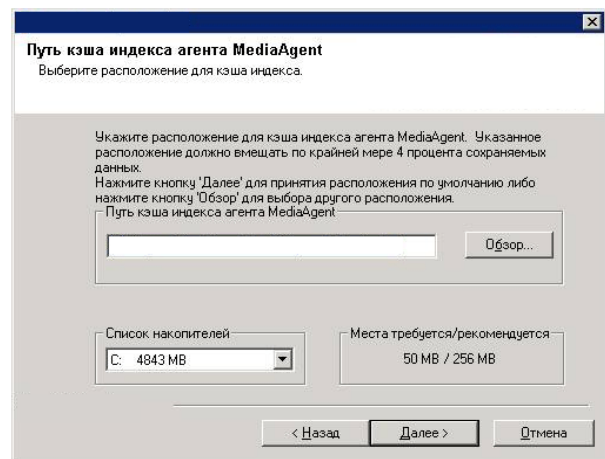 Путь кэша индекса агента MediaAgent
Выберите расположение для кэша индекса.
Укажите расположение для кэша индекса агента MediaAgent. Указанное
расположение должно вмещать по крайней мере 4 процента сохраняемых
данных.
Нажмите кнопку 'Далее' для принятия расположения по умолчанию либо
нажмите кнопку 'Обзор' для выбора другого расположения.
Путь кэша индекса агента MediaAgent
Обзор...
Список накопителей
Места требуется/рекомендуется
C: 4843 MB
50 MB / 256 MB
< Назад
Далее >
Отмена